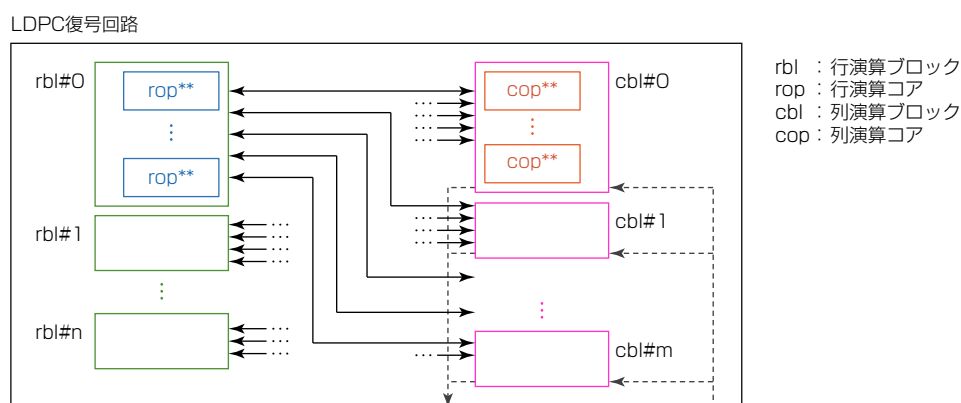 LDPC復号回路
rbl#0
rop**
⋮
rop**
cbl#0
cop**
⋮
cop**
…
…
…
…
rbl : 行演算ブロック
rop : 行演算コア
cbl : 列演算ブロック
cop : 列演算コア
rbl#1
…
…
…
…
cbl#1
…
…
…
…
⋮
⋮
rbl#n
…
…
…
cbl#m
…